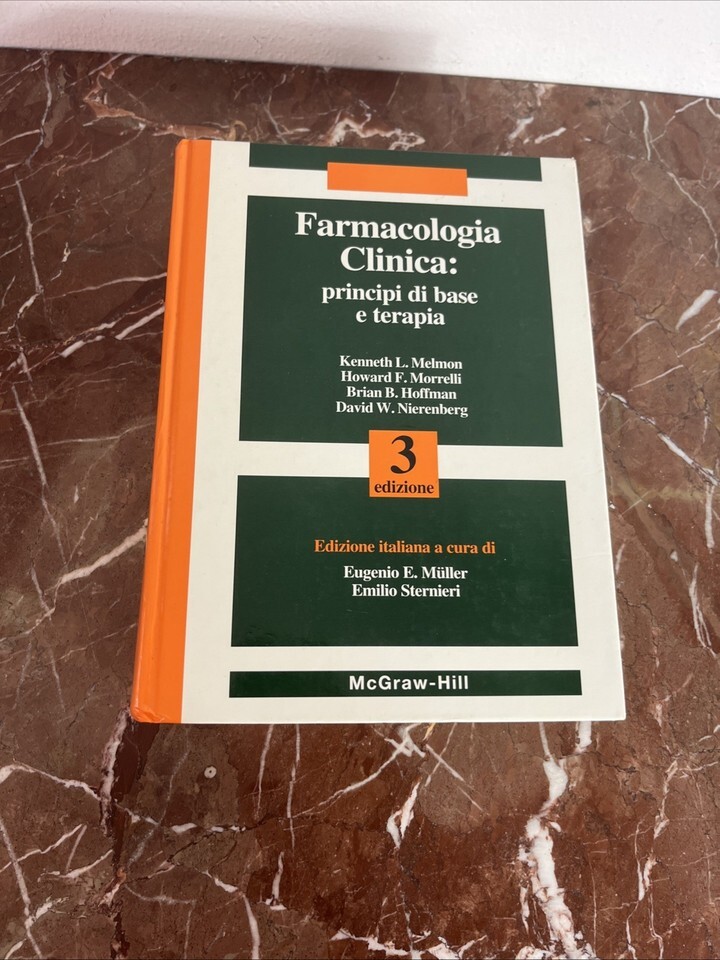 Farmacologia
Clinica:
principi di base
e terapia
Kenneth L. Melmon
Howard F. Morrelli
Brian B. Hoffman
David W. Nierenberg
3
edizione
Edizione italiana a cura di
Eugenio E. Müller
Emilio Sternieri
McGraw-Hill